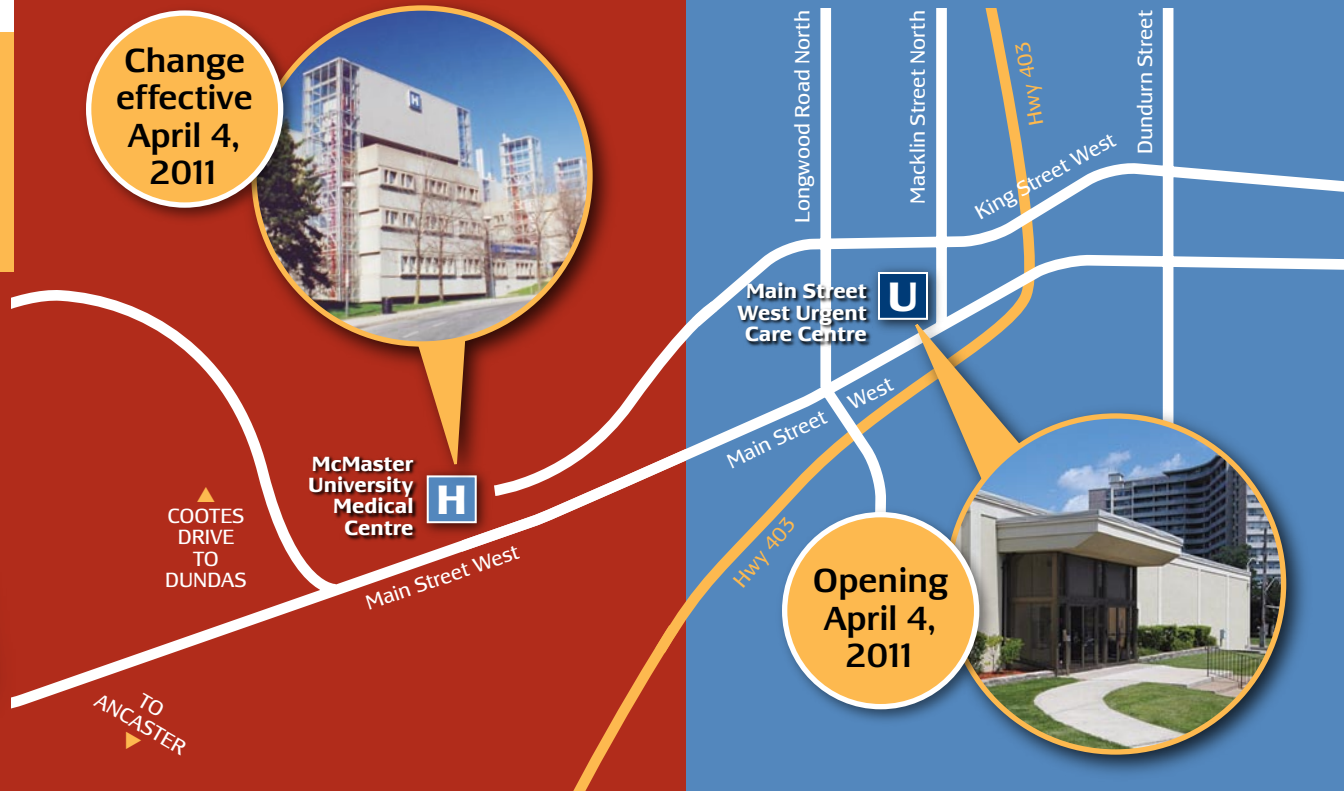 Change
effective
April 4,
2011
H
McMaster
University
Medical
Centre
H
COOTES
DRIVE
TO
DUNDAS
Main Street West
TO
ANCASTER
Longwood Road North
Macklin Street North
Hwy 403
Dundurn Street
King Street West
Main Street
West Urgent
Care Centre
U
Main Street West
Hwy 403
Opening
April 4,
2011